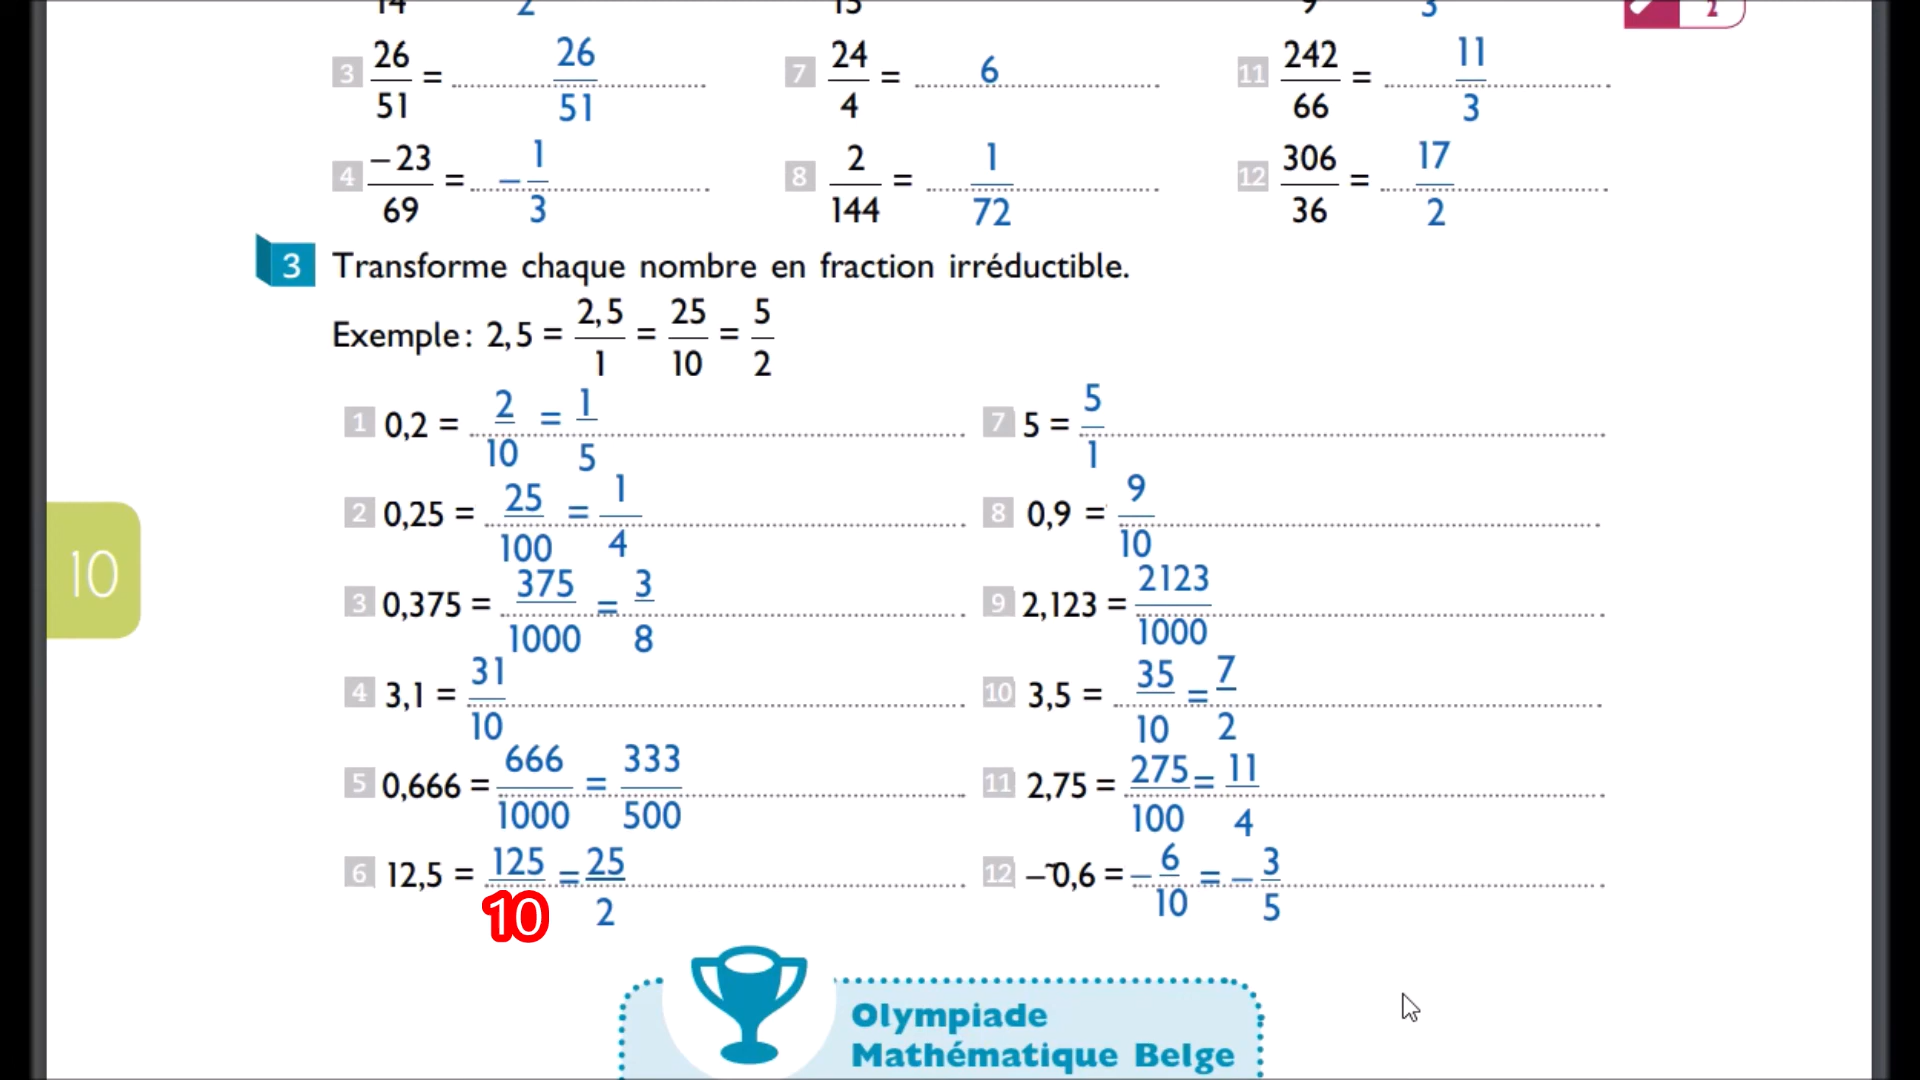 14 2 15 9 3 2
3 26/51 = 26/51 7 24/4 = 6 11 242/66 = 11/3
4 −23/69 = −1/3 8 2/144 = 1/72 12 306/36 = 17/2
3 Transforme chaque nombre en fraction irréductible.
Exemple : 2,5 = 2,5/1 = 25/10 = 5/2
1 0,2 = 2/10 = 1/5 7 5 = 5/1
2 0,25 = 25/100 = 1/4 8 0,9 = 9/10
10
3 0,375 = 375/1000 = 3/8 9 2,123 = 2123/1000
4 3,1 = 31/10 10 3,5 = 35/10 = 7/2
5 0,666 = 666/1000 = 333/500 11 2,75 = 275/100 = 11/4
6 12,5 = 125/10 = 25/2 12 −0,6 = −6/10 = −3/5
Olympiade
Mathématique Belge